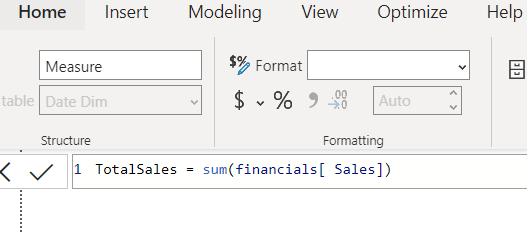 Home Insert Modeling View Optimize Help
Measure
$% Format
table Date Dim
$ % , .00 →0 Auto
Structure Formatting
1 TotalSales = sum(financials[ Sales])